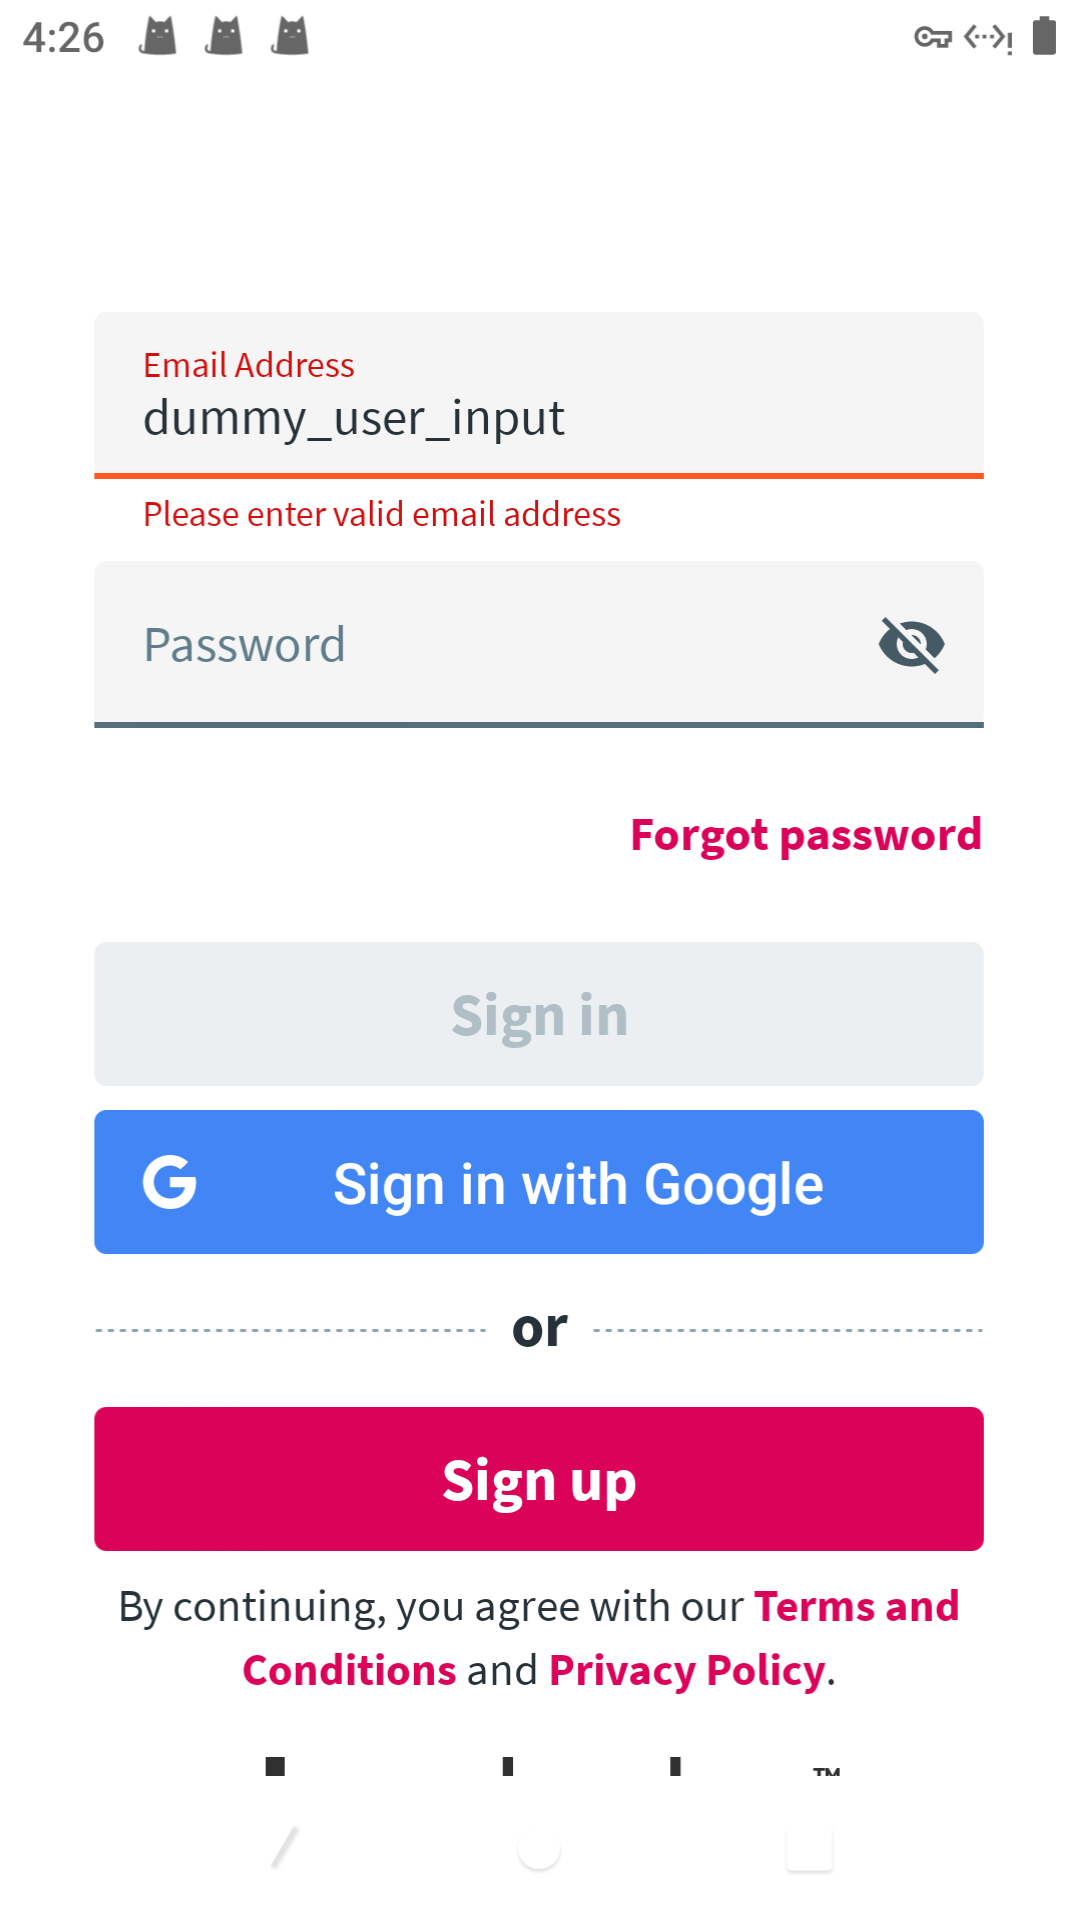 4:26
Email Address
dummy_user_input
Please enter valid email address
Password
Forgot password
Sign in
G Sign in with Google
or
Sign up
By continuing, you agree with our Terms and
Conditions and Privacy Policy.